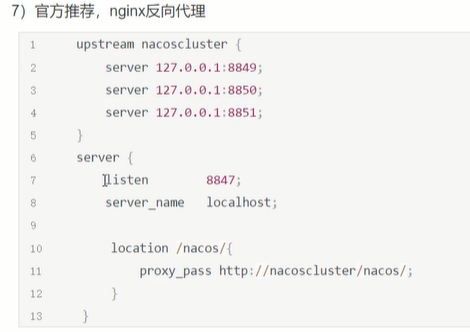 7）官方推荐，nginx反向代理
1 upstream nacoscluster {
2 server 127.0.0.1:8849;
3 server 127.0.0.1:8850;
4 server 127.0.0.1:8851;
5 }
6 server {
7 listen 8847;
8 server_name localhost;
9
10 location /nacos/{
11 proxy_pass http://nacoscluster/nacos/;
12 }
13 }